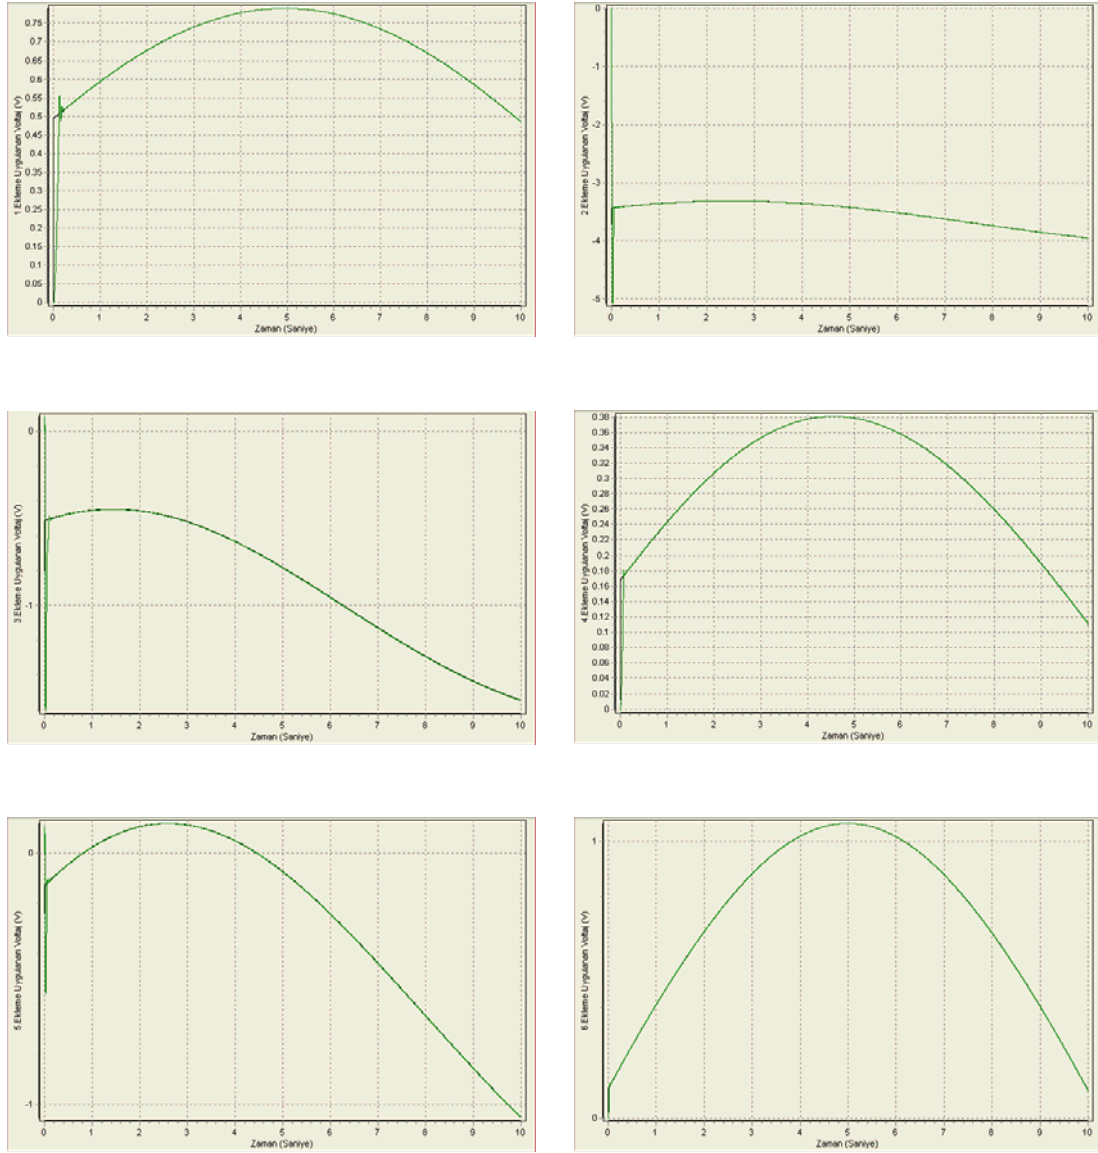 0.75
0.7
0.65
0.6
0.55
0.5
0.45
0.4
0.35
0.3
0.25
0.2
0.15
0.1
0.05
0
1.Ekleme Uygulanan Voltaj (V)
0 1 2 3 4 5 6 7 8 9 10
Zaman (Saniye)
0
-1
-2
-3
-4
-5
2.Ekleme Uygulanan Voltaj (V)
0 1 2 3 4 5 6 7 8 9 10
Zaman (Saniye)
0
-1
3.Ekleme Uygulanan Voltaj (V)
0 1 2 3 4 5 6 7 8 9 10
Zaman (Saniye)
0.38
0.36
0.34
0.32
0.3
0.28
0.26
0.24
0.22
0.2
0.18
0.16
0.14
0.12
0.1
0.08
0.06
0.04
0.02
0
4.Ekleme Uygulanan Voltaj (V)
0 1 2 3 4 5 6 7 8 9 10
Zaman (Saniye)
0
-1
5.Ekleme Uygulanan Voltaj (V)
0 1 2 3 4 5 6 7 8 9 10
Zaman (Saniye)
1
0
6.Ekleme Uygulanan Voltaj (V)
0 1 2 3 4 5 6 7 8 9 10
Zaman (Saniye)